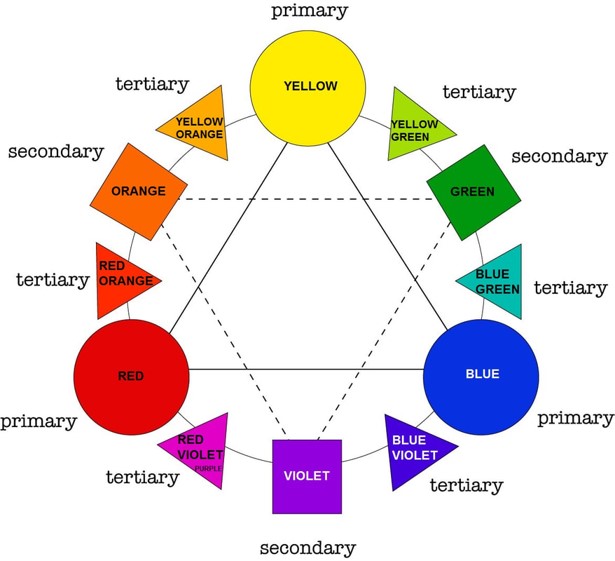 primary
YELLOW
tertiary
YELLOW
ORANGE
tertiary
YELLOW
GREEN
secondary
ORANGE
secondary
GREEN
tertiary
RED
ORANGE
tertiary
BLUE
GREEN
primary
RED
primary
BLUE
tertiary
RED
VIOLET
PURPLE
tertiary
BLUE
VIOLET
VIOLET
secondary